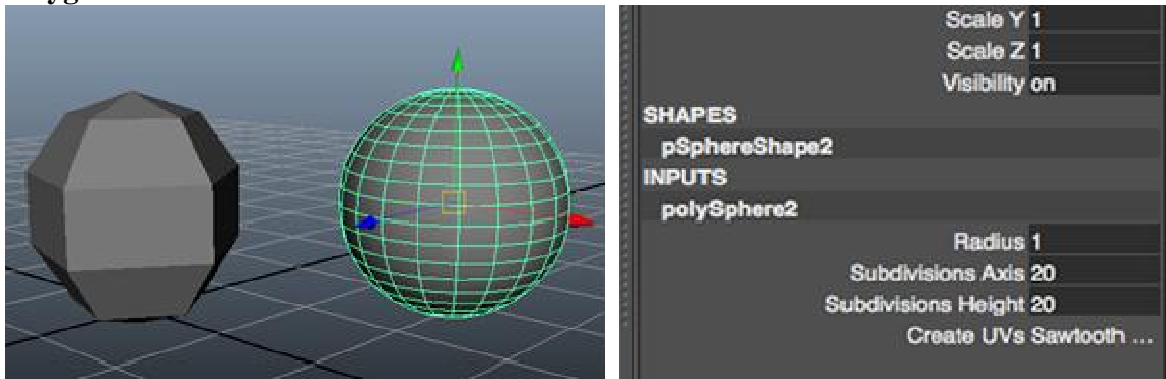 Scale Y 1
Scale Z 1
Visibility on
SHAPES
pSphereShape2
INPUTS
polySphere2
Radius 1
Subdivisions Axis 20
Subdivisions Height 20
Create UVs Sawtooth ...